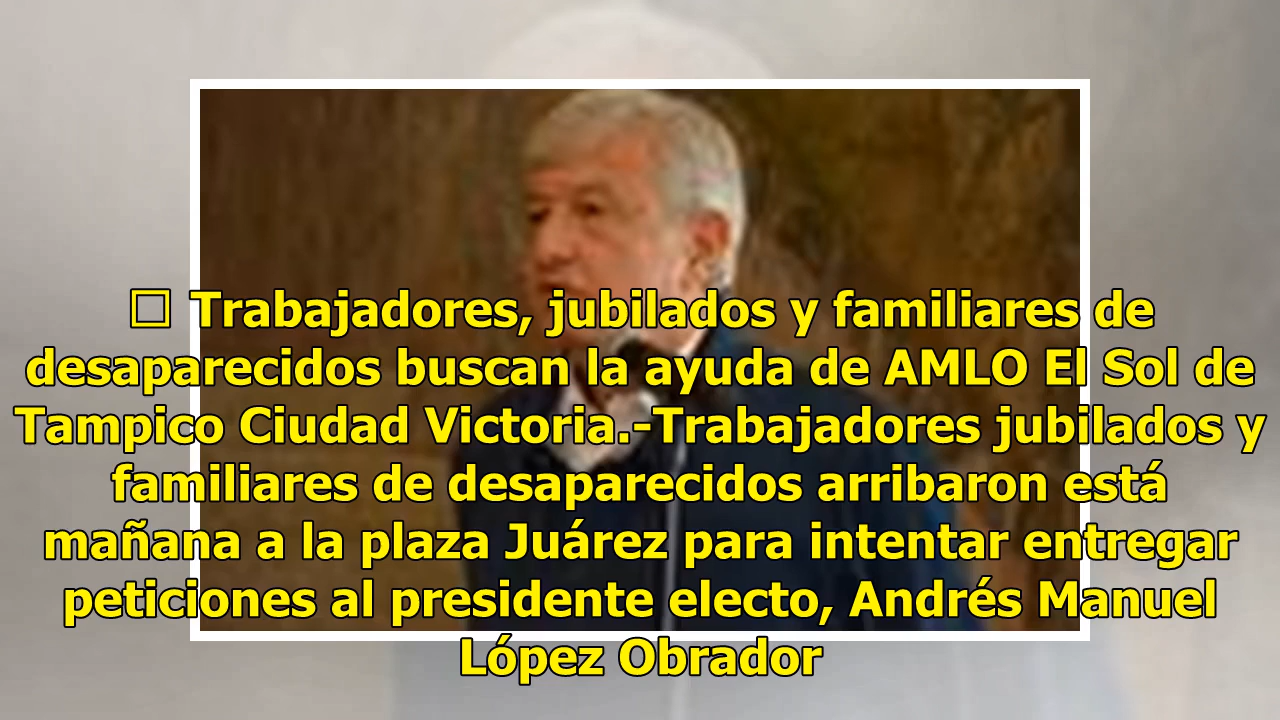 □ Trabajadores, jubilados y familiares de
desaparecidos buscan la ayuda de AMLO El Sol de
Tampico Ciudad Victoria.-Trabajadores jubilados y
familiares de desaparecidos arribaron está
mañana a la plaza Juárez para intentar entregar
peticiones al presidente electo, Andrés Manuel
López Obrador